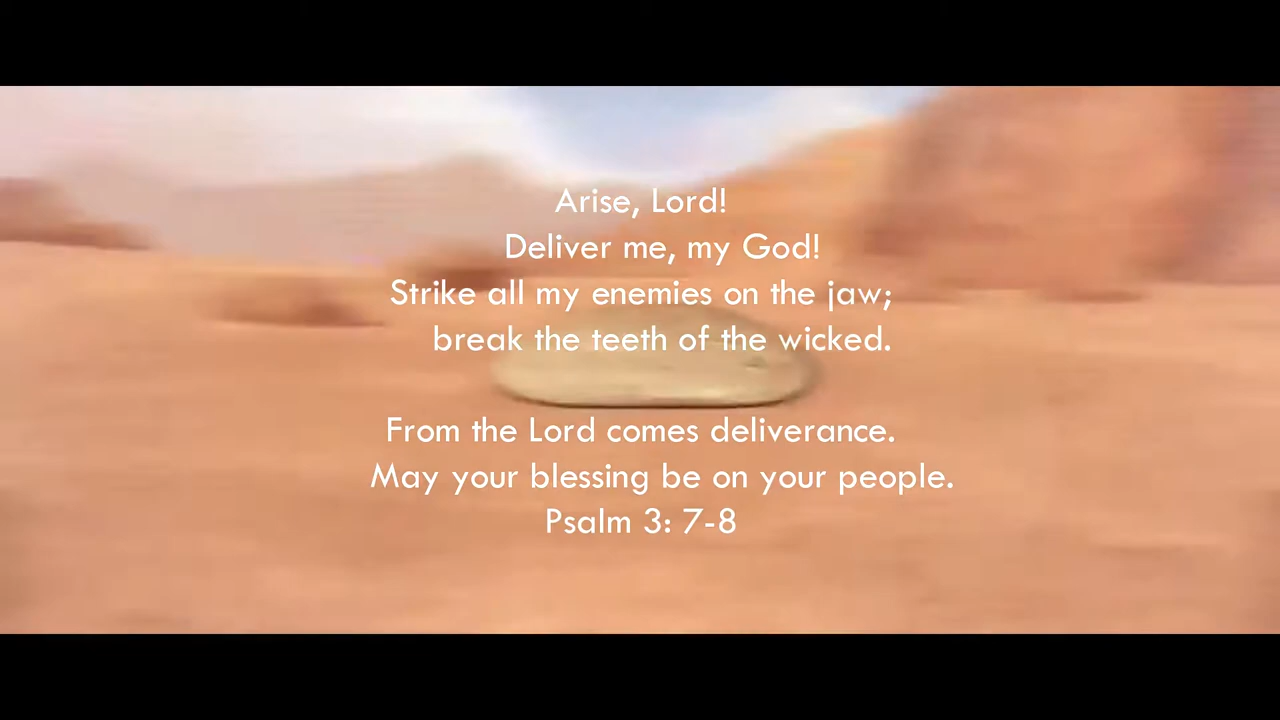 Arise, Lord!
Deliver me, my God!
Strike all my enemies on the jaw;
break the teeth of the wicked.
From the Lord comes deliverance.
May your blessing be on your people.
Psalm 3: 7-8